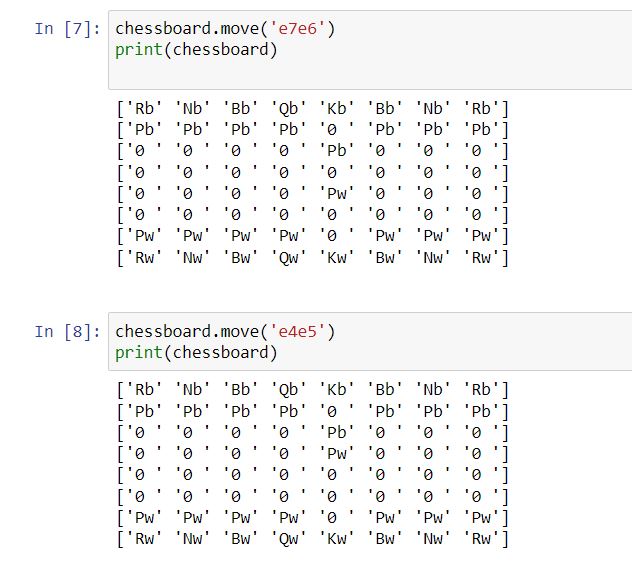 In [7]: chessboard.move('e7e6')
print(chessboard)
['Rb' 'Nb' 'Bb' 'Qb' 'Kb' 'Bb' 'Nb' 'Rb']
['Pb' 'Pb' 'Pb' 'Pb' '0 ' 'Pb' 'Pb' 'Pb']
['0 ' '0 ' '0 ' '0 ' 'Pb' '0 ' '0 ' '0 ']
['0 ' '0 ' '0 ' '0 ' '0 ' '0 ' '0 ' '0 ']
['0 ' '0 ' '0 ' '0 ' 'Pw' '0 ' '0 ' '0 ']
['0 ' '0 ' '0 ' '0 ' '0 ' '0 ' '0 ' '0 ']
['Pw' 'Pw' 'Pw' 'Pw' '0 ' 'Pw' 'Pw' 'Pw']
['Rw' 'Nw' 'Bw' 'Qw' 'Kw' 'Bw' 'Nw' 'Rw']
In [8]: chessboard.move('e4e5')
print(chessboard)
['Rb' 'Nb' 'Bb' 'Qb' 'Kb' 'Bb' 'Nb' 'Rb']
['Pb' 'Pb' 'Pb' 'Pb' '0 ' 'Pb' 'Pb' 'Pb']
['0 ' '0 ' '0 ' '0 ' 'Pb' '0 ' '0 ' '0 ']
['0 ' '0 ' '0 ' '0 ' 'Pw' '0 ' '0 ' '0 ']
['0 ' '0 ' '0 ' '0 ' '0 ' '0 ' '0 ' '0 ']
['0 ' '0 ' '0 ' '0 ' '0 ' '0 ' '0 ' '0 ']
['Pw' 'Pw' 'Pw' 'Pw' '0 ' 'Pw' 'Pw' 'Pw']
['Rw' 'Nw' 'Bw' 'Qw' 'Kw' 'Bw' 'Nw' 'Rw']